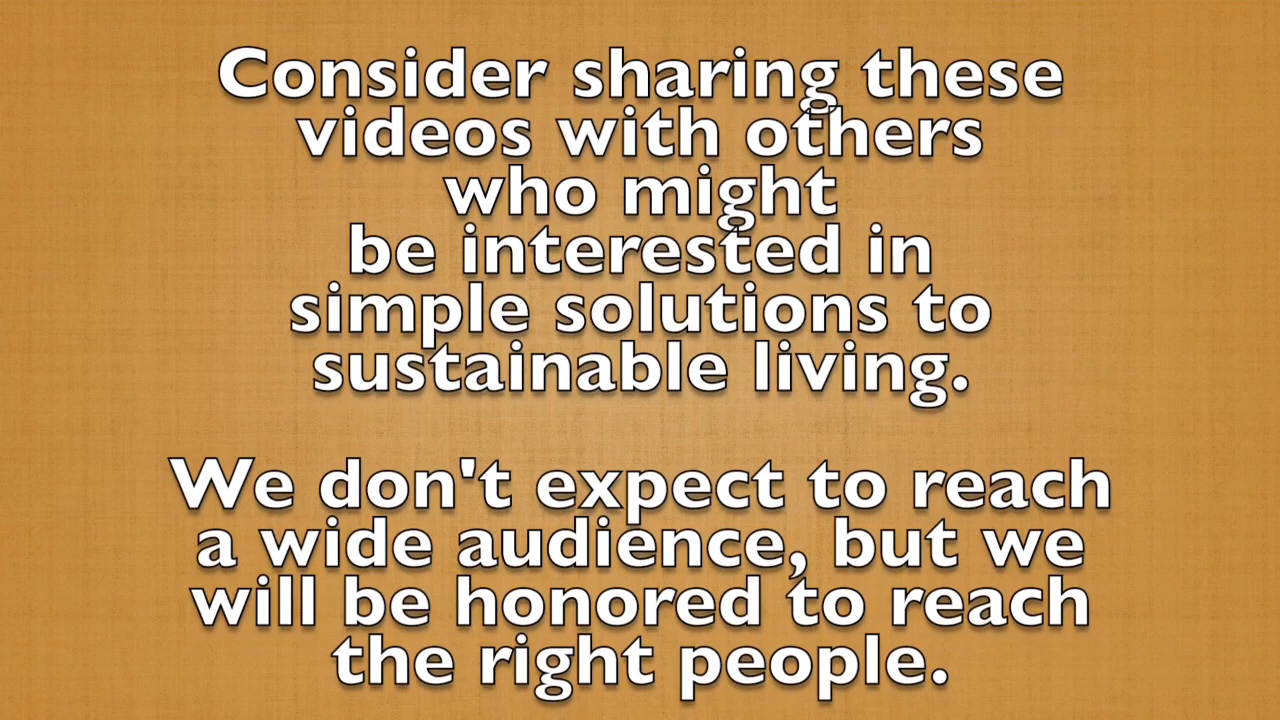 Consider sharing these
videos with others
who might
be interested in
simple solutions to
sustainable living.
We don't expect to reach
a wide audience, but we
will be honored to reach
the right people.